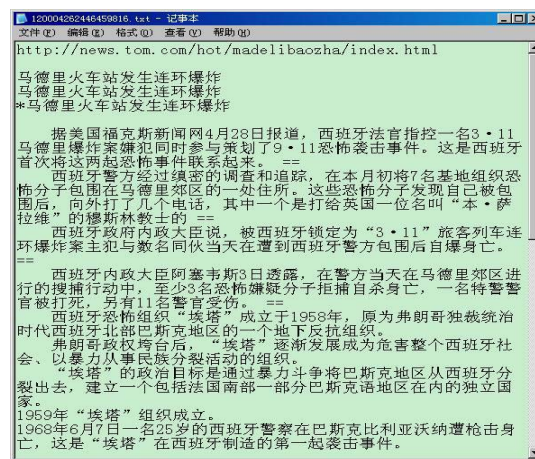 120004262446459816.txt - 记事本
文件(F) 编辑(E) 格式(O) 查看(V) 帮助(H)
http://news.tom.com/hot/madelibaozha/index.html
马德里火车站发生连环爆炸
马德里火车站发生连环爆炸
*马德里火车站发生连环爆炸
据美国福克斯新闻网4月28日报道，西班牙法官指控一名3·11
马德里爆炸案嫌犯同时参与策划了9·11恐怖袭击事件。这是西班牙
首次将这两起恐怖事件联系起来。 ==
西班牙警方经过缜密的调查和追踪，在本月初将7名基地组织恐
怖分子包围在马德里郊区的一处住所。这些恐怖分子发现自己被包
围后，向外打了几个电话，其中一个是打给英国一位名叫“本·萨
拉维”的穆斯林教士的 ==
西班牙政府内政大臣说，被西班牙锁定为“3·11”旅客列车连
环爆炸案主犯与数名同伙当天在遭到西班牙警方包围后自爆身亡。
==
西班牙内政大臣阿塞韦斯3日透露，在警方当天在马德里郊区进
行的搜捕行动中，至少3名恐怖嫌疑分子拒捕自杀身亡，一名特警警
官被打死，另有11名警官受伤。 ==
西班牙恐怖组织“埃塔”成立于1958年，原为弗朗哥独裁统治
时代西班牙北部巴斯克地区的一个地下反抗组织。
弗朗哥政权垮台后，“埃塔”逐渐发展成为危害整个西班牙社
会、以暴力从事民族分裂活动的组织。
“埃塔”的政治目标是通过暴力斗争将巴斯克地区从西班牙分
裂出去，建立一个包括法国南部一部分巴斯克语地区在内的独立国
家。
1959年“埃塔”组织成立。
1968年6月7日一名25岁的西班牙警察在巴斯克比利亚沃纳遭枪击身
亡，这是“埃塔”在西班牙制造的第一起袭击事件。